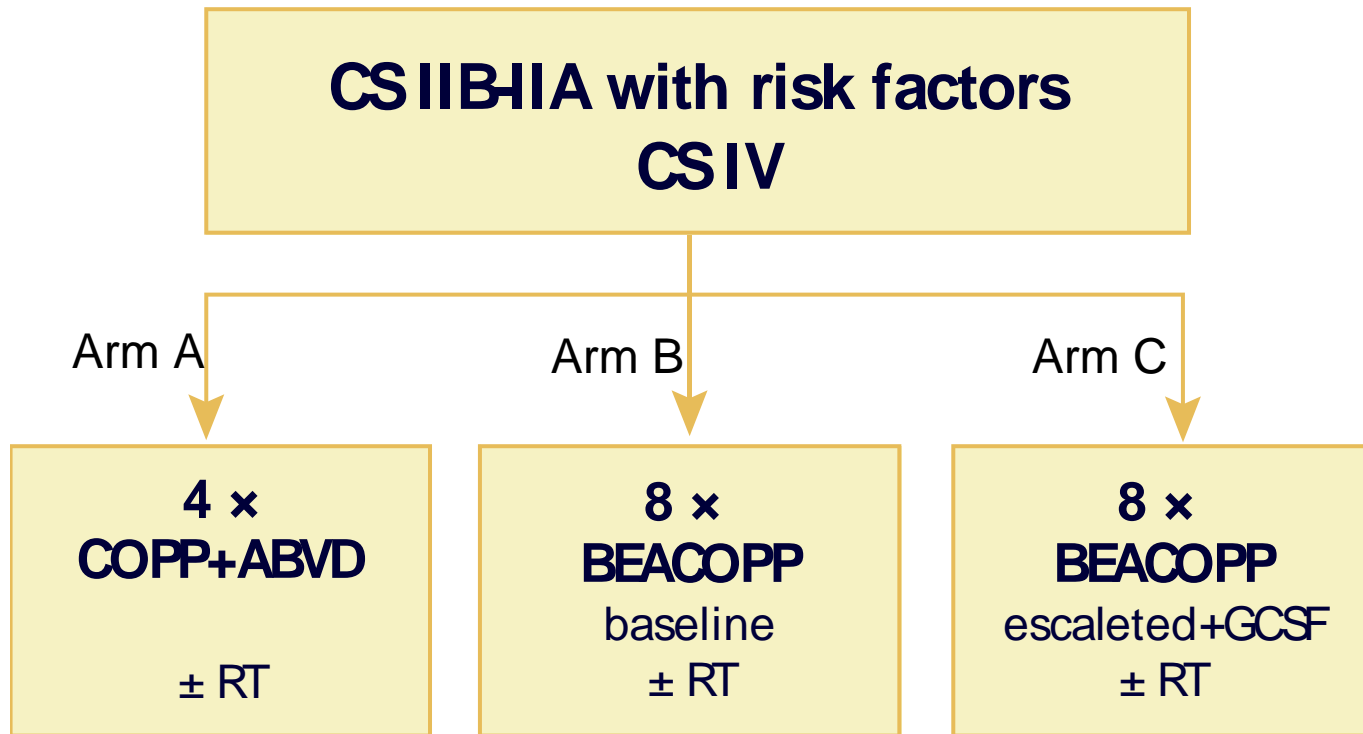 CS IIB-IIA with risk factors
CS IV
Arm A
Arm B
Arm C
4 ×
COPP+ABVD
± RT
8 ×
BEACOPP
baseline
± RT
8 ×
BEACOPP
escaleted+GCSF
± RT